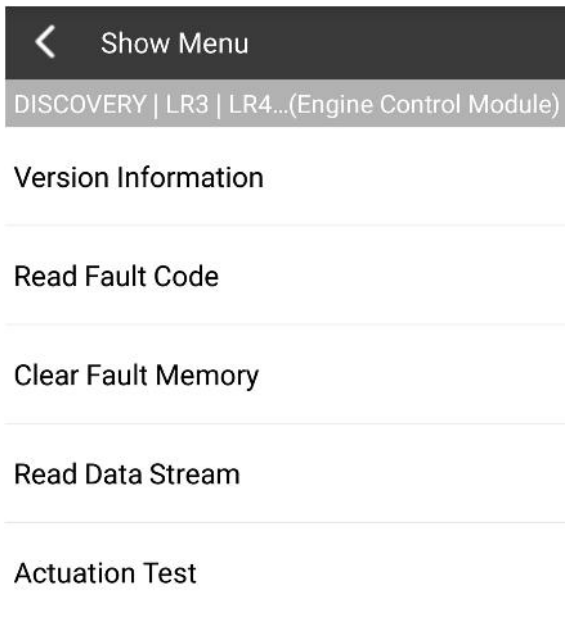 Show Menu
DISCOVERY | LR3 | LR4...(Engine Control Module)
Version Information
Read Fault Code
Clear Fault Memory
Read Data Stream
Actuation Test